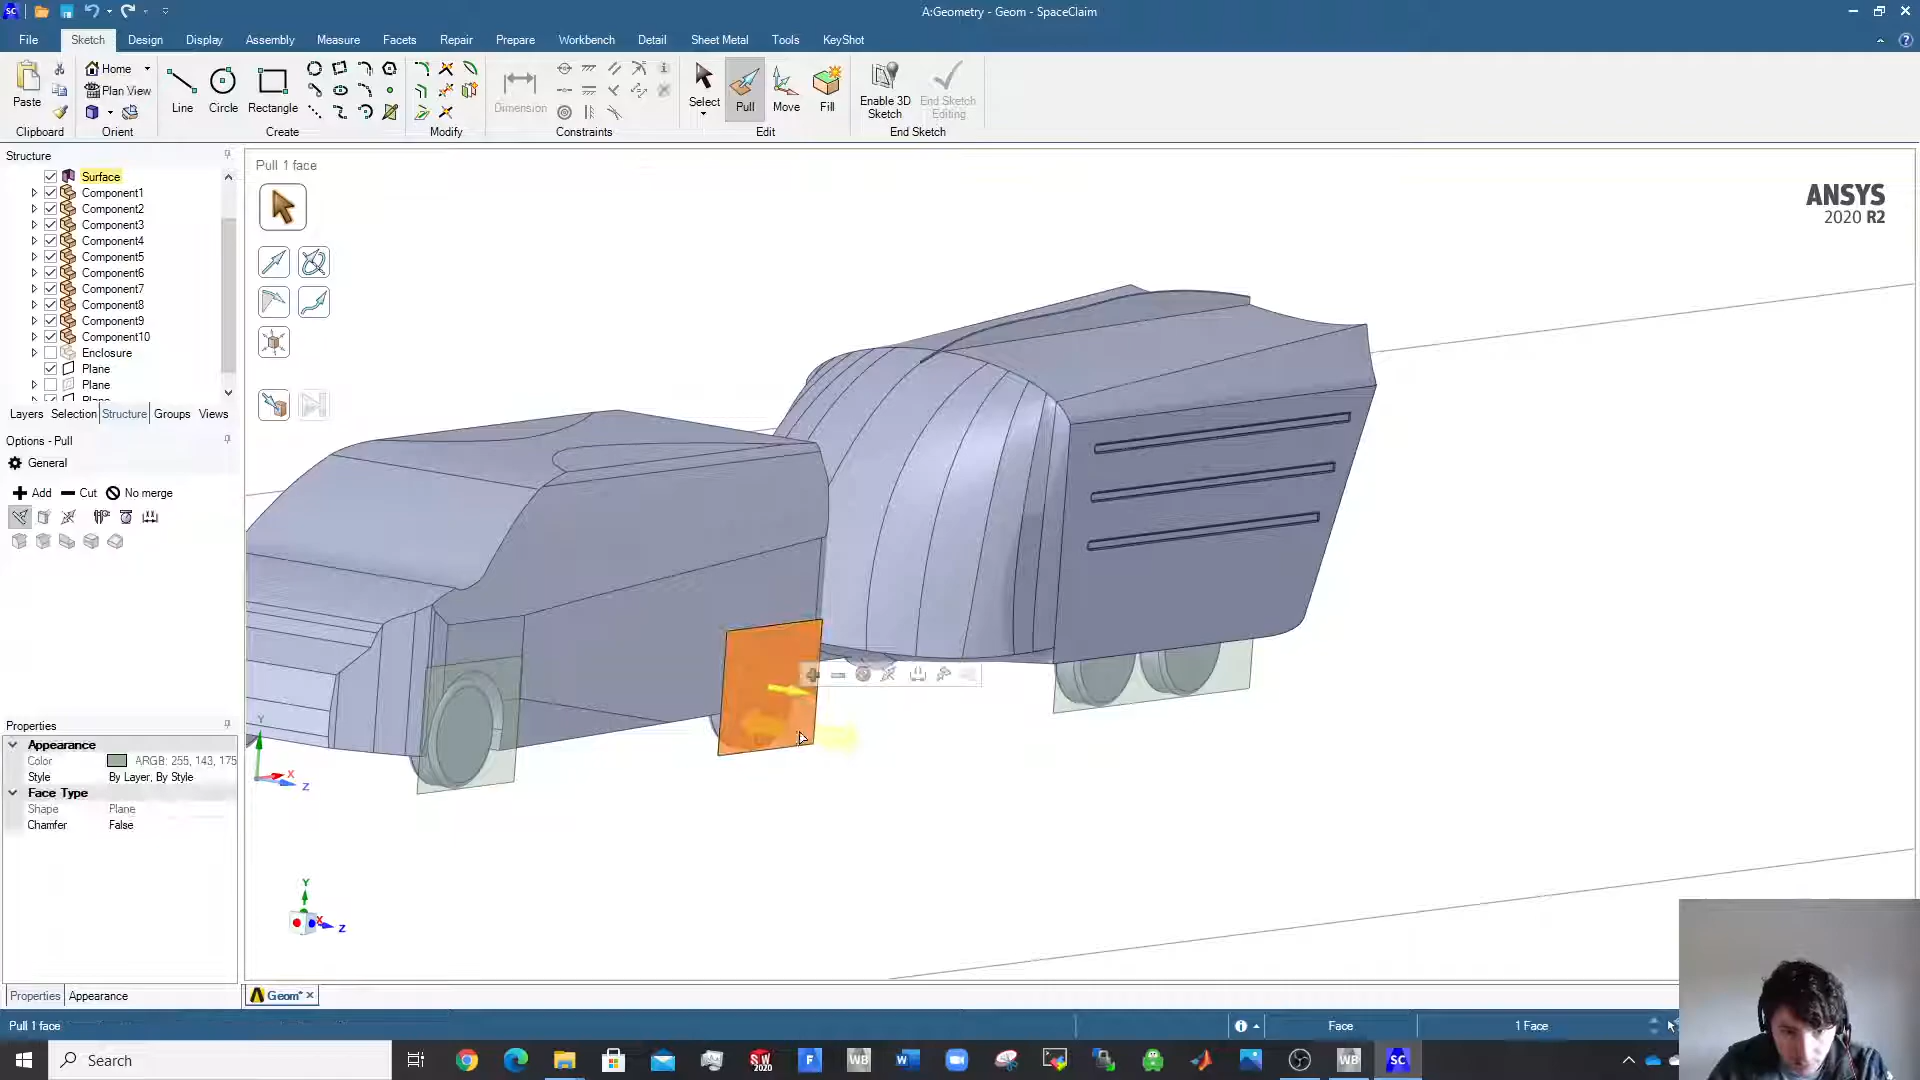 A:Geometry - Geom - SpaceClaim
File Sketch Design Display Assembly Measure Facets Repair Prepare Workbench Detail Sheet Metal Tools KeyShot
Paste
Home
Plan View
Line
Circle
Rectangle
Dimension
Select
Pull
Move
Fill
Enable 3D Sketch
End Sketch Editing
Clipboard Orient Create Modify Constraints Edit End Sketch
Structure
Surface
Component1
Component2
Component3
Component4
Component5
Component6
Component7
Component8
Component9
Component10
Enclosure
Plane
Plane
Plane
Layers Selection Structure Groups Views
Options - Pull
General
Add Cut No merge
Properties
Appearance
Color ARGB: 255, 143, 175
Style By Layer, By Style
Face Type
Shape Plane
Chamfer False
Properties Appearance
Pull 1 face
ANSYS
2020 R2
Y
X
Z
Y
X
Z
Geom*
Pull 1 face
Face
1 Face
Search